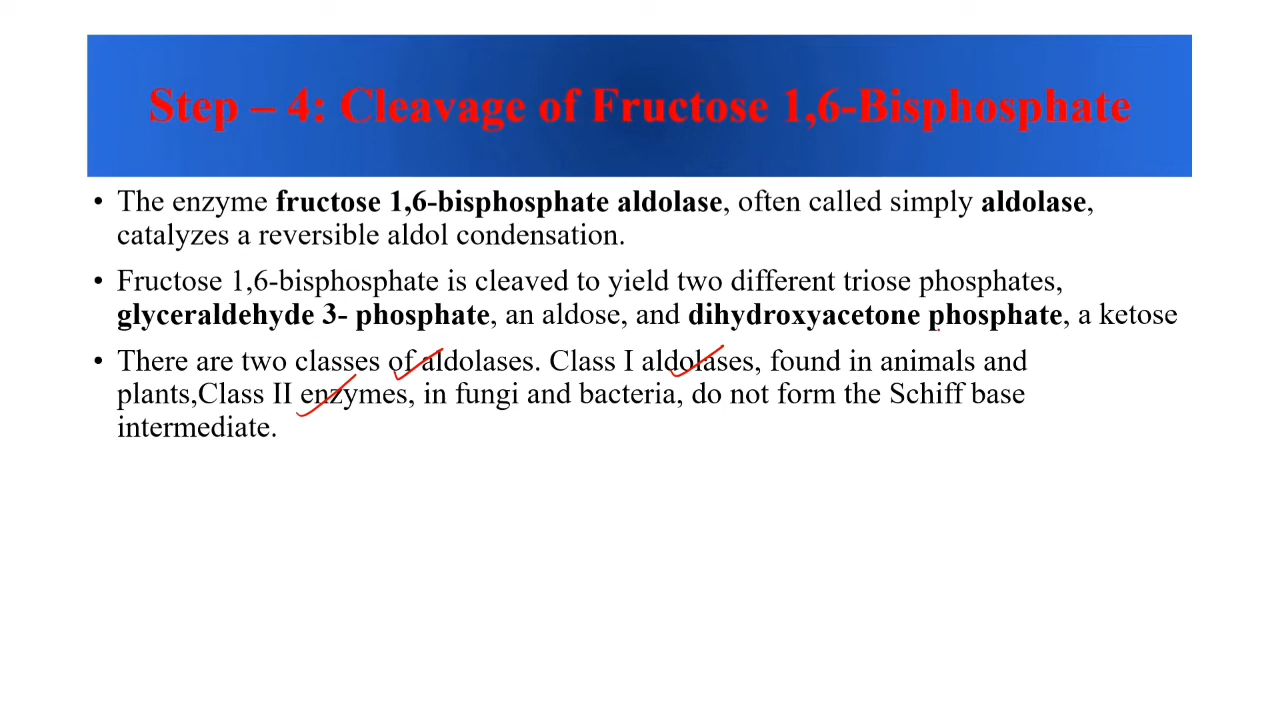 Step – 4: Cleavage of Fructose 1,6-Bisphosphate
• The enzyme fructose 1,6-bisphosphate aldolase, often called simply aldolase,
catalyzes a reversible aldol condensation.
• Fructose 1,6-bisphosphate is cleaved to yield two different triose phosphates,
glyceraldehyde 3- phosphate, an aldose, and dihydroxyacetone phosphate, a ketose
• There are two classes of aldolases. Class I aldolases, found in animals and
plants,Class II enzymes, in fungi and bacteria, do not form the Schiff base
intermediate.